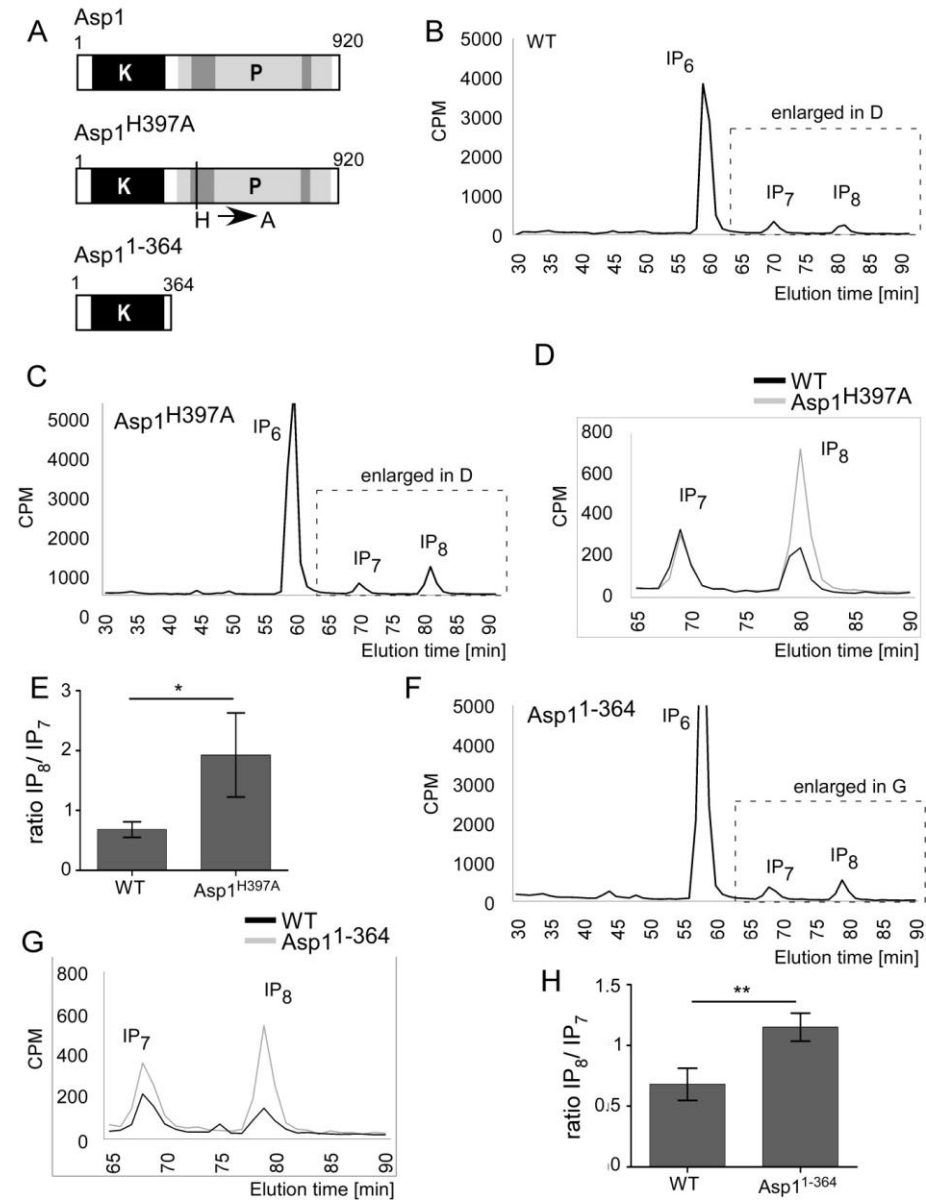 A
Asp1
1 920
K P
Asp1H397A
1 920
K P
H A
Asp11-364
1 364
K
B
WT
CPM
5000
4000
3000
2000
1000
0
IP6
enlarged in D
IP7
IP8
30 35 40 45 50 55 60 65 70 75 80 85 90
Elution time [min]
C
Asp1H397A
CPM
5000
4000
3000
2000
1000
0
IP6
enlarged in D
IP7
IP8
30 35 40 45 50 55 60 65 70 75 80 85 90
Elution time [min]
D
WT
Asp1H397A
CPM
800
600
400
200
0
IP7
IP8
65 70 75 80 85 90
Elution time [min]
E
ratio IP8/ IP7
3
2
1
0
*
WT Asp1H397A
F
Asp11-364
CPM
5000
4000
3000
2000
1000
0
IP6
enlarged in G
IP7
IP8
30 35 40 45 50 55 60 65 70 75 80 85 90
Elution time [min]
G
WT
Asp11-364
CPM
800
600
400
200
0
IP7
IP8
65 70 75 80 85 90
Elution time [min]
H
ratio IP8/ IP7
1.5
1
0.5
0
**
WT Asp11-364